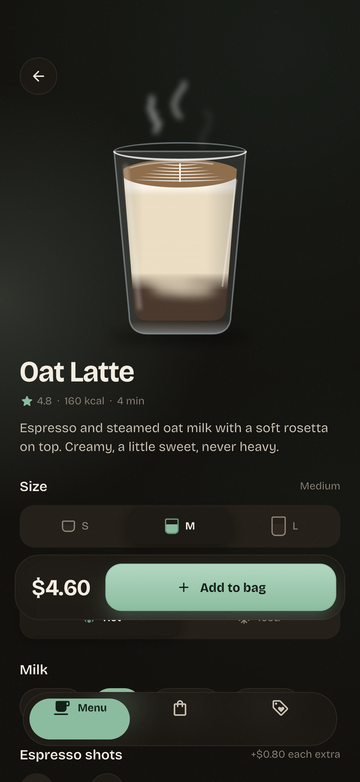 Oat Latte
4.8 · 160 kcal · 4 min
Espresso and steamed oat milk with a soft rosetta
on top. Creamy, a little sweet, never heavy.
Size
Medium
S
M
L
$4.60
+ Add to bag
Milk
Menu
Espresso shots
+$0.80 each extra